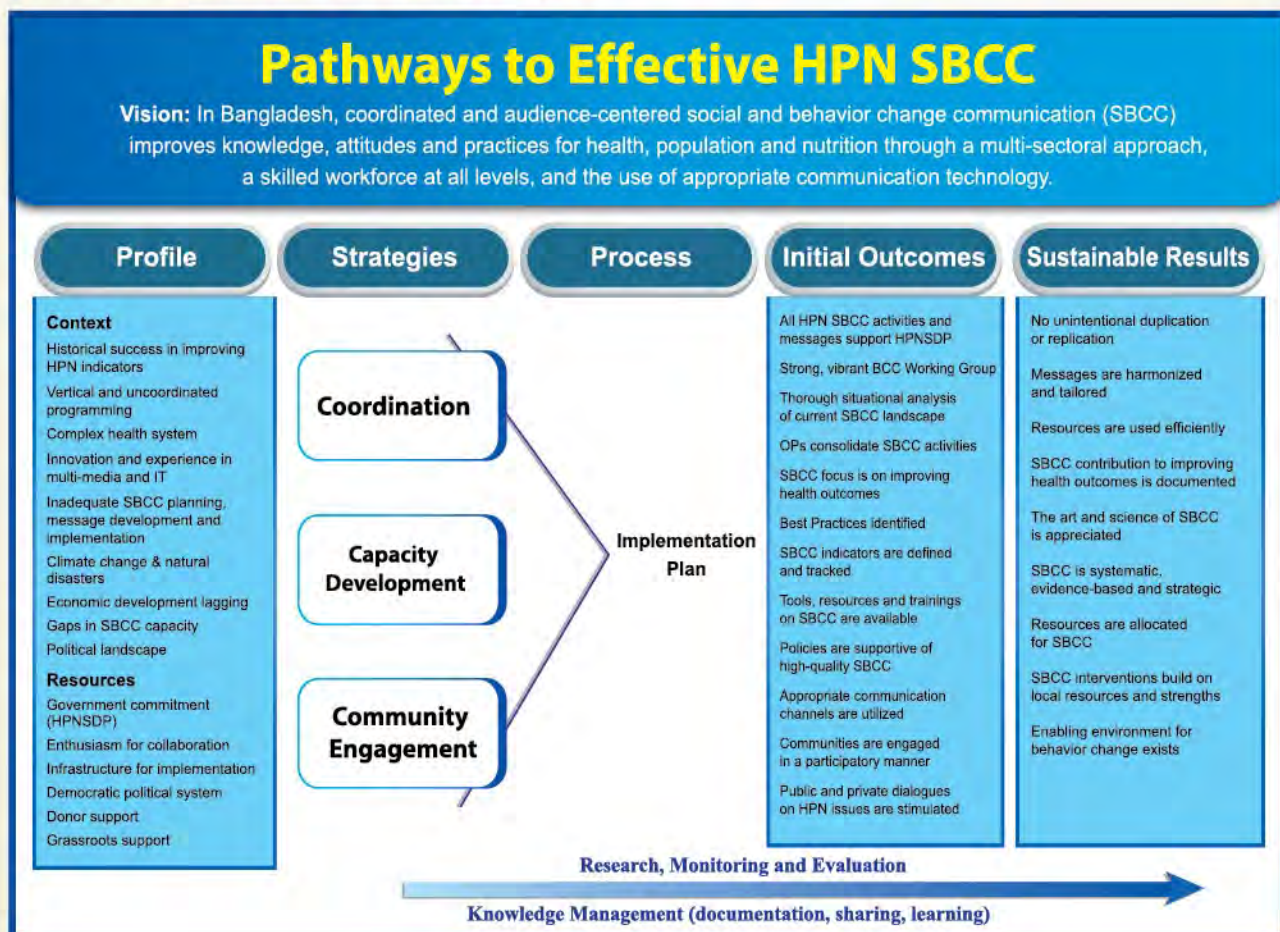 Pathways to Effective HPN SBCC
Vision: In Bangladesh, coordinated and audience-centered social and behavior change communication (SBCC)
improves knowledge, attitudes and practices for health, population and nutrition through a multi-sectoral approach,
a skilled workforce at all levels, and the use of appropriate communication technology.
Profile
Context
Historical success in improving
HPN indicators
Vertical and uncoordinated
programming
Complex health system
Innovation and experience in
multi-media and IT
Inadequate SBCC planning,
message development and
implementation
Climate change & natural
disasters
Economic development lagging
Gaps in SBCC capacity
Political landscape
Resources
Government commitment
(HPNSDP)
Enthusiasm for collaboration
Infrastructure for implementation
Democratic political system
Donor support
Grassroots support
Strategies
Coordination
Capacity
Development
Community
Engagement
Process
Implementation
Plan
Initial Outcomes
All HPN SBCC activities and
messages support HPNSDP
Strong, vibrant BCC Working Group
Thorough situational analysis
of current SBCC landscape
OPs consolidate SBCC activities
SBCC focus is on improving
health outcomes
Best Practices identified
SBCC indicators are defined
and tracked
Tools, resources and trainings
on SBCC are available
Policies are supportive of
high-quality SBCC
Appropriate communication
channels are utilized
Communities are engaged
in a participatory manner
Public and private dialogues
on HPN issues are stimulated
Sustainable Results
No unintentional duplication
or replication
Messages are harmonized
and tailored
Resources are used efficiently
SBCC contribution to improving
health outcomes is documented
The art and science of SBCC
is appreciated
SBCC is systematic,
evidence-based and strategic
Resources are allocated
for SBCC
SBCC interventions build on
local resources and strengths
Enabling environment for
behavior change exists
Research, Monitoring and Evaluation
Knowledge Management (documentation, sharing, learning)